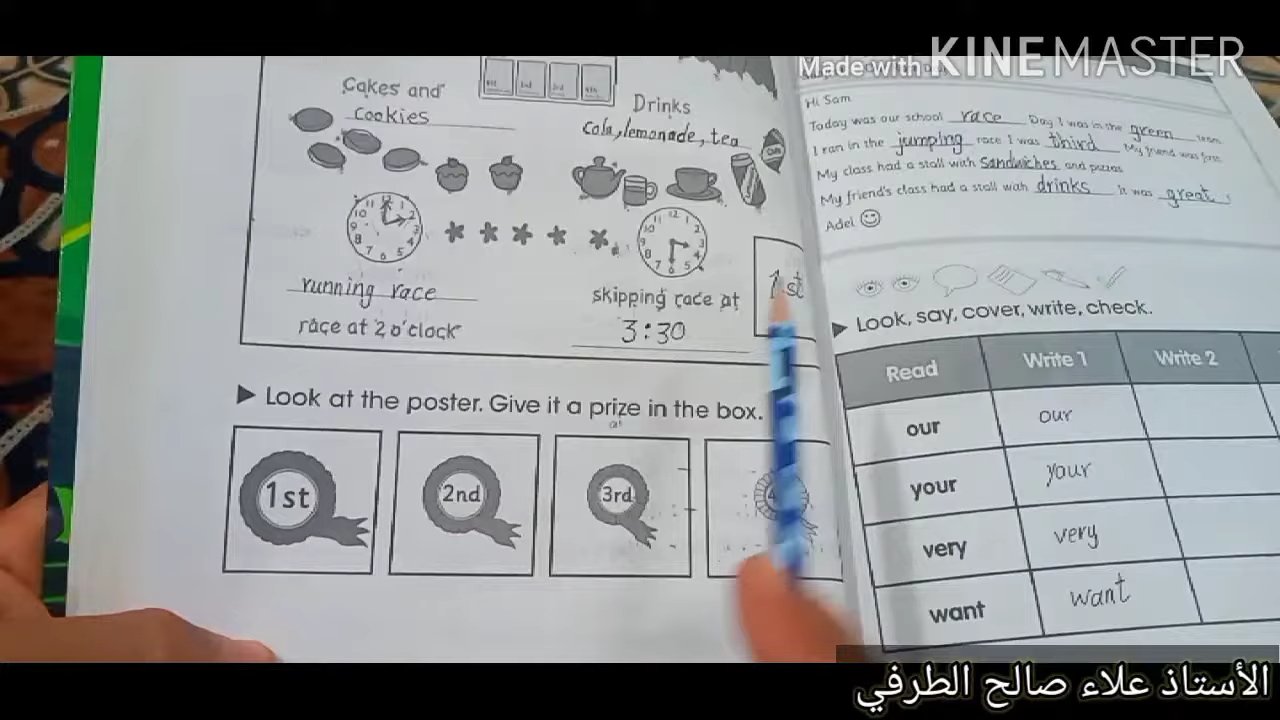 Made with KINEMASTER
Cakes and
cookies
Drinks
cola, lemonade, tea
running race
race at 2 o'clock
skipping race at
3:30
1st
Look at the poster. Give it a prize in the box.
1st
2nd
3rd
Hi Sam
Today was our school race Day I was in the green team
I ran in the jumping race I was third My friend was first
My class had a stall with sandwiches and pizzas
My friend's class had a stall with drinks It was great !
Adel
Look, say, cover, write, check.
Read Write 1 Write 2
our our
your your
very very
want want
الأستاذ علاء صالح الطرفي